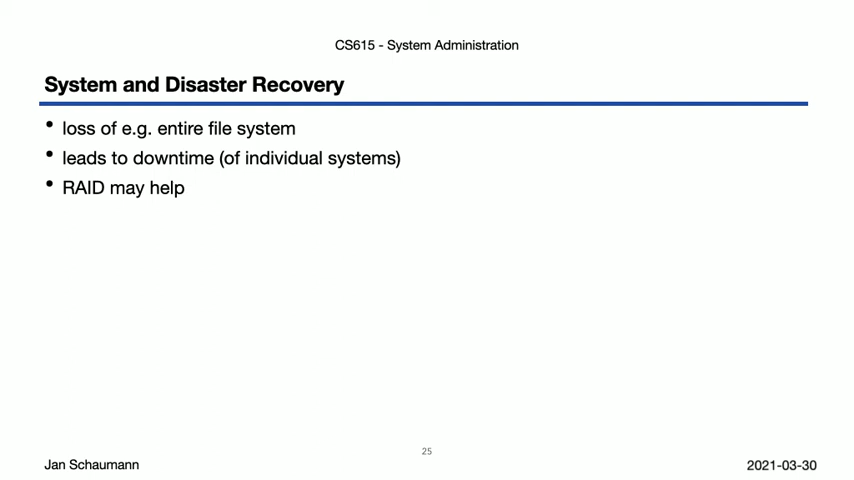 CS615 - System Administration
System and Disaster Recovery
• loss of e.g. entire file system
• leads to downtime (of individual systems)
• RAID may help
25
Jan Schaumann
2021-03-30